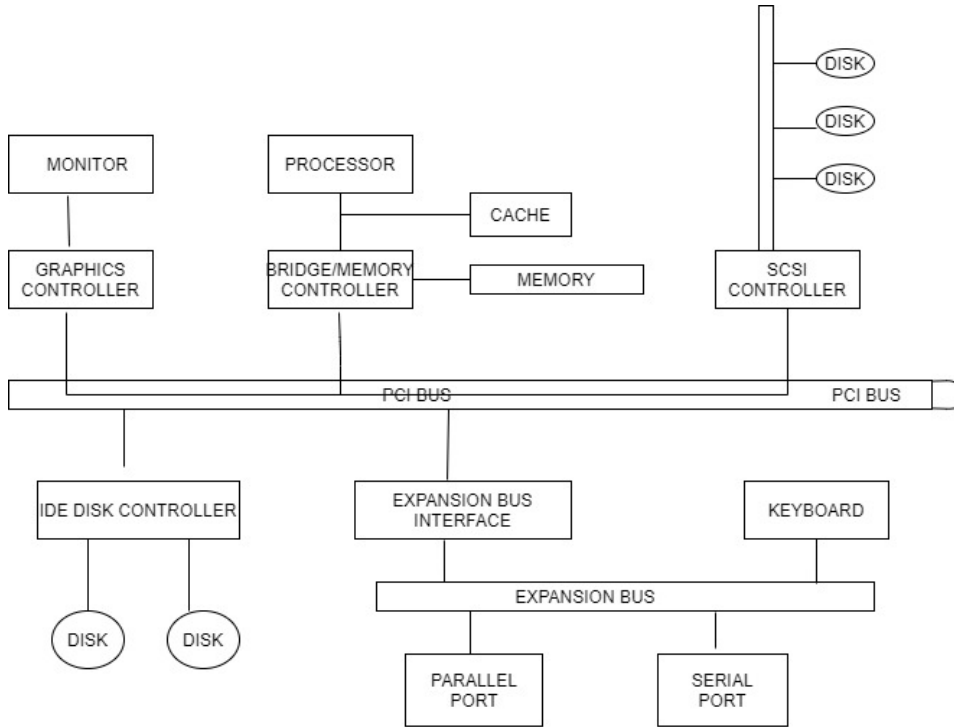 DISK
DISK
DISK
MONITOR
PROCESSOR
CACHE
GRAPHICS
CONTROLLER
BRIDGE/MEMORY
CONTROLLER
MEMORY
SCSI
CONTROLLER
PCI BUS
PCI BUS
IDE DISK CONTROLLER
EXPANSION BUS
INTERFACE
KEYBOARD
EXPANSION BUS
DISK
DISK
PARALLEL
PORT
SERIAL
PORT